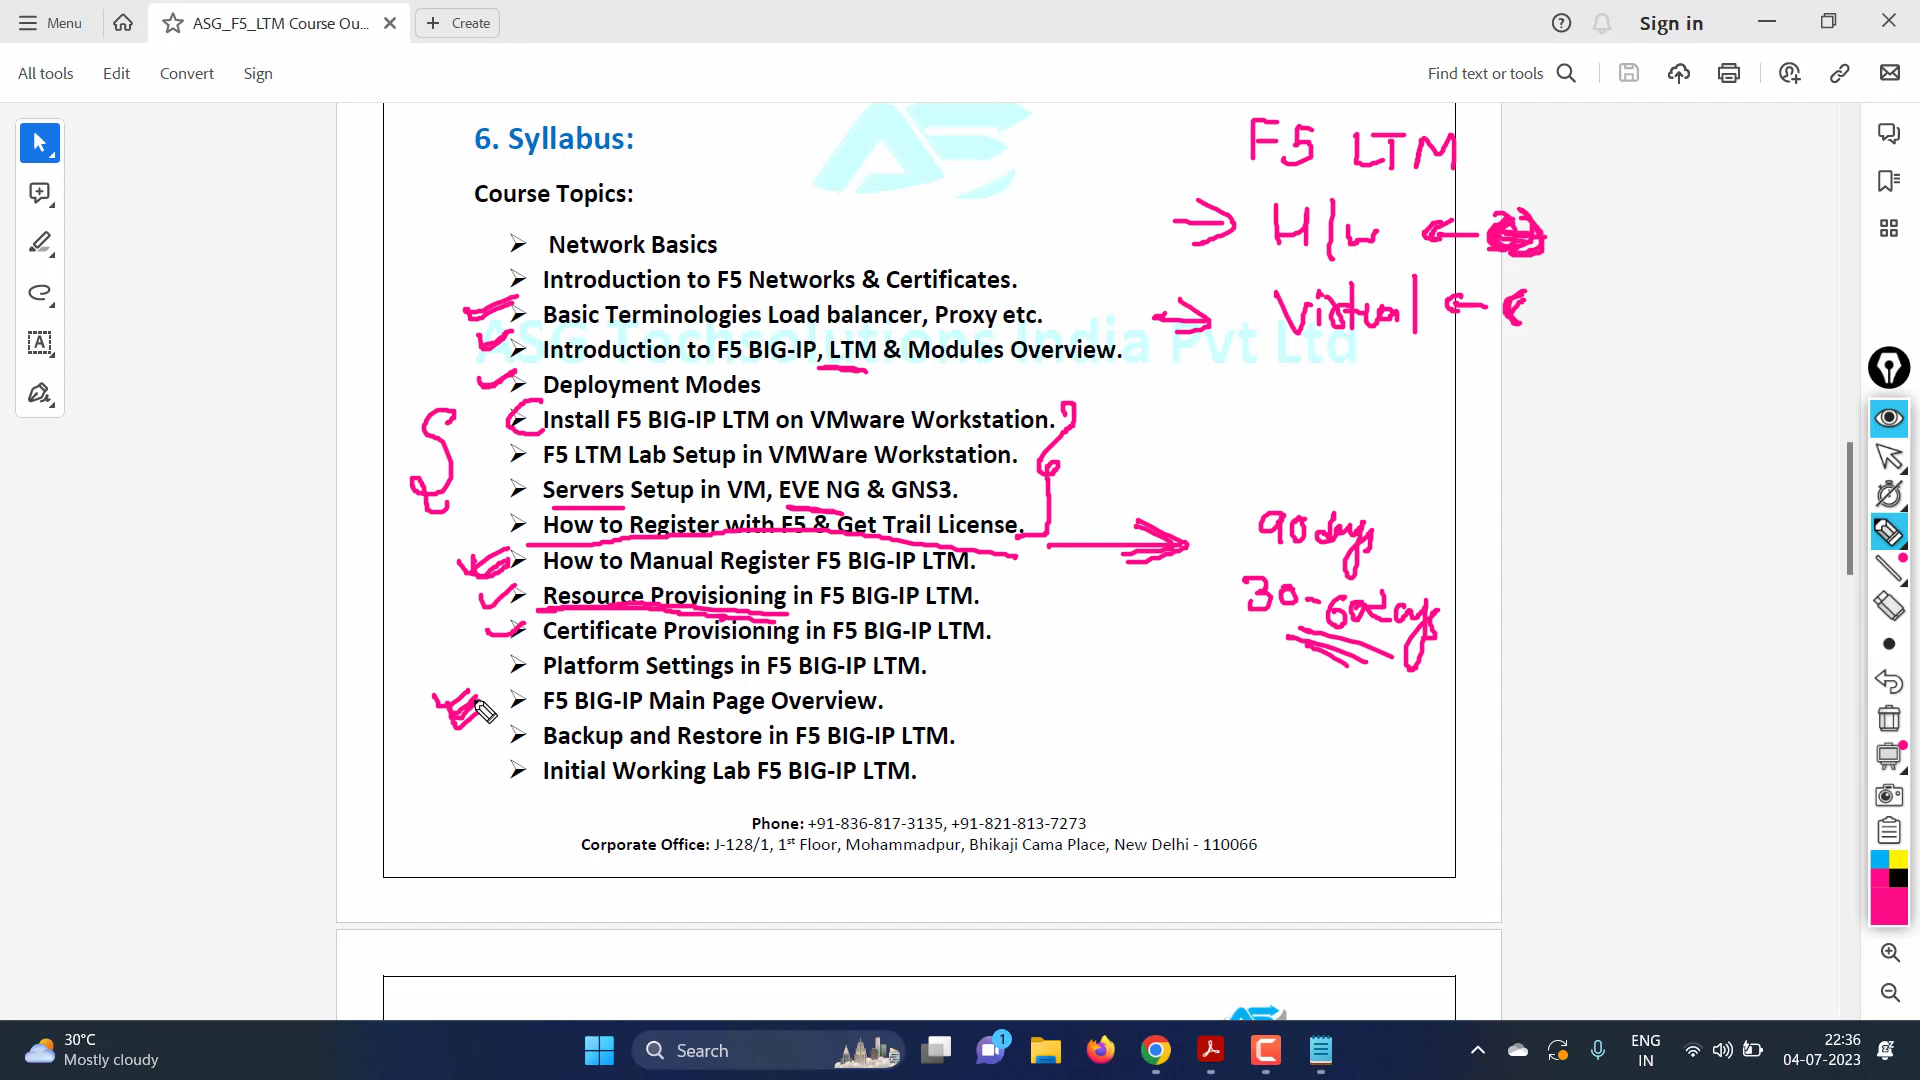 Menu
ASG_F5_LTM Course Ou...
Create
Sign in
All tools
Edit
Convert
Sign
Find text or tools
6. Syllabus:
Course Topics:
Network Basics
Introduction to F5 Networks & Certificates.
Basic Terminologies Load balancer, Proxy etc.
Introduction to F5 BIG-IP, LTM & Modules Overview.
Deployment Modes
Install F5 BIG-IP LTM on VMware Workstation.
F5 LTM Lab Setup in VMWare Workstation.
Servers Setup in VM, EVE NG & GNS3.
How to Register with F5 & Get Trail License.
How to Manual Register F5 BIG-IP LTM.
Resource Provisioning in F5 BIG-IP LTM.
Certificate Provisioning in F5 BIG-IP LTM.
Platform Settings in F5 BIG-IP LTM.
F5 BIG-IP Main Page Overview.
Backup and Restore in F5 BIG-IP LTM.
Initial Working Lab F5 BIG-IP LTM.
ASG Techsolutions India Pvt Ltd
F5 LTM
H/w
Virtual
90 days
30-60days
Phone: +91-836-817-3135, +91-821-813-7273
Corporate Office: J-128/1, 1st Floor, Mohammadpur, Bhikaji Cama Place, New Delhi - 110066
30°C
Mostly cloudy
Search
1
ENG
IN
22:36
04-07-2023